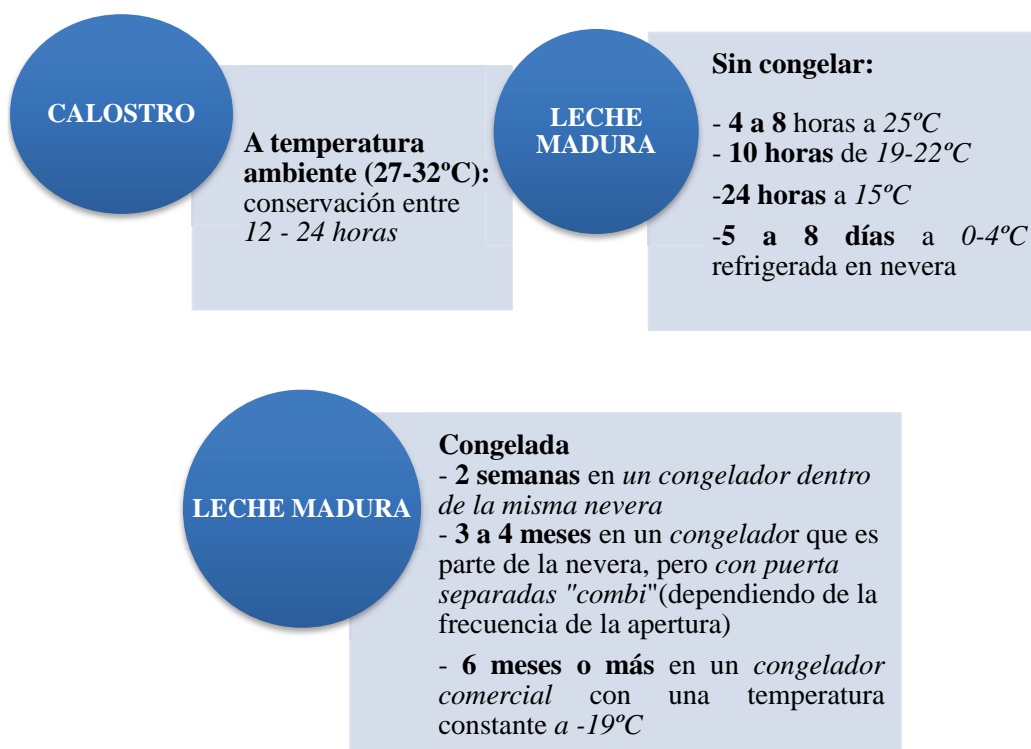 CALOSTRO
A temperatura
ambiente (27-32ºC):
conservación entre
12 - 24 horas
LECHE
MADURA
Sin congelar:
- 4 a 8 horas a 25ºC
- 10 horas de 19-22ºC
-24 horas a 15ºC
-5 a 8 días a 0-4ºC
refrigerada en nevera
LECHE MADURA
Congelada
- 2 semanas en un congelador dentro
de la misma nevera
- 3 a 4 meses en un congelador que es
parte de la nevera, pero con puerta
separadas "combi"(dependiendo de la
frecuencia de la apertura)
- 6 meses o más en un congelador
comercial con una temperatura
constante a -19ºC